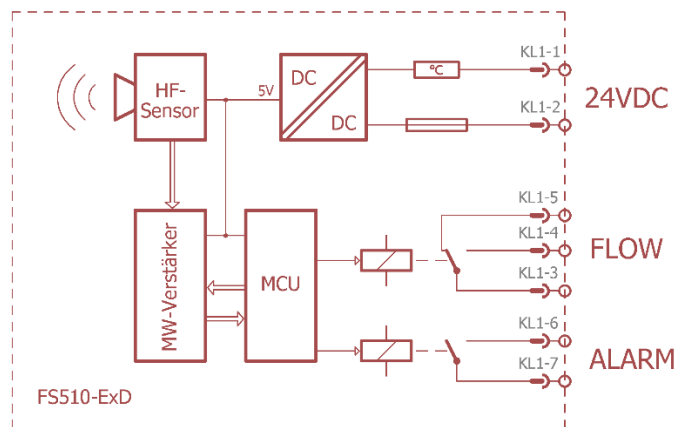 KL1-1
HF-
Sensor
5V
DC
DC
°C
KL1-2
24VDC
KL1-5
KL1-4
KL1-3
FLOW
MW-Verstärker
MCU
KL1-6
KL1-7
ALARM
FS510-ExD